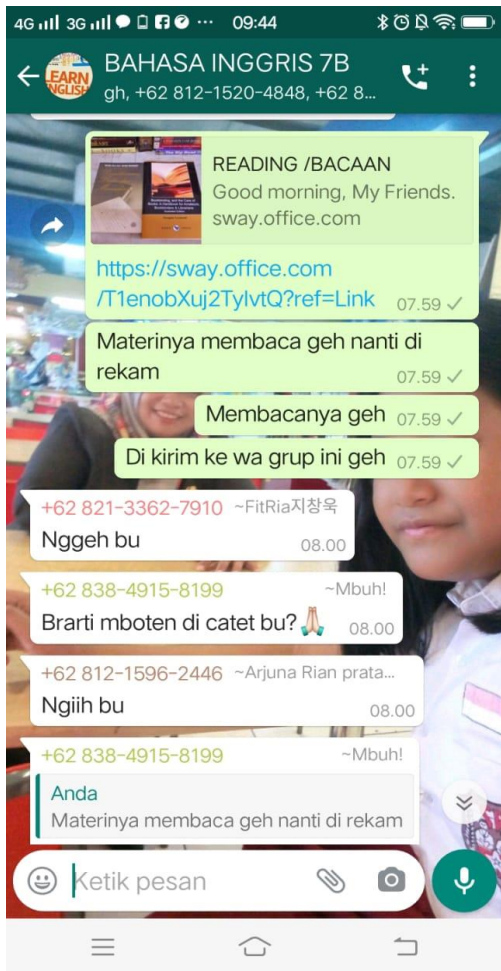 4G 3G ... 09:44
LEARN
ENGLISH
BAHASA INGGRIS 7B
gh, +62 812-1520-4848, +62 8...
READING /BACAAN
Good morning, My Friends.
sway.office.com
https://sway.office.com
/T1enobXuj2TyIvtQ?ref=Link 07.59
Materinya membaca geh nanti di
rekam 07.59
Membacanya geh 07.59
Di kirim ke wa grup ini geh 07.59
+62 821-3362-7910 ~FitRia지창욱
Nggeh bu 08.00
+62 838-4915-8199 ~Mbuh!
Brarti mboten di catet bu?🙏🏻 08.00
+62 812-1596-2446 ~Arjuna Rian prata...
Ngiih bu 08.00
+62 838-4915-8199 ~Mbuh!
Anda
Materinya membaca geh nanti di rekam
Ketik pesan